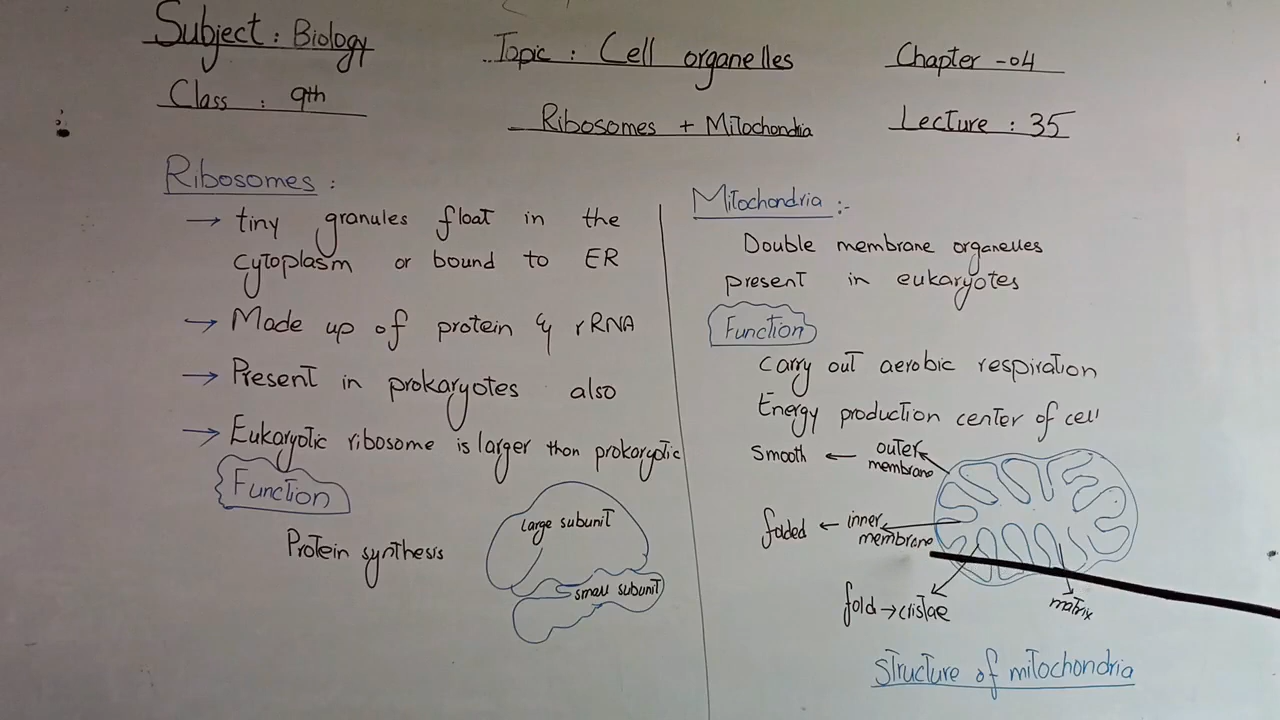 Subject : Biology
Topic : Cell organelles
Chapter -04
Class : 9th
Ribosomes + Mitochondria
Lecture : 35
Ribosomes :
→ tiny granules float in the
cytoplasm or bound to ER
→ Made up of protein & rRNA
→ Present in prokaryotes also
→ Eukaryotic ribosome is larger than prokaryotic
Function
Protein synthesis
large subunit
small subunit
Mitochondria :-
Double membrane organelles
present in eukaryotes
Function
Carry out aerobic respiration
Energy production center of cell
smooth ← outer
membrane
folded ← inner
membrane
fold → cristae
matrix
Structure of mitochondria